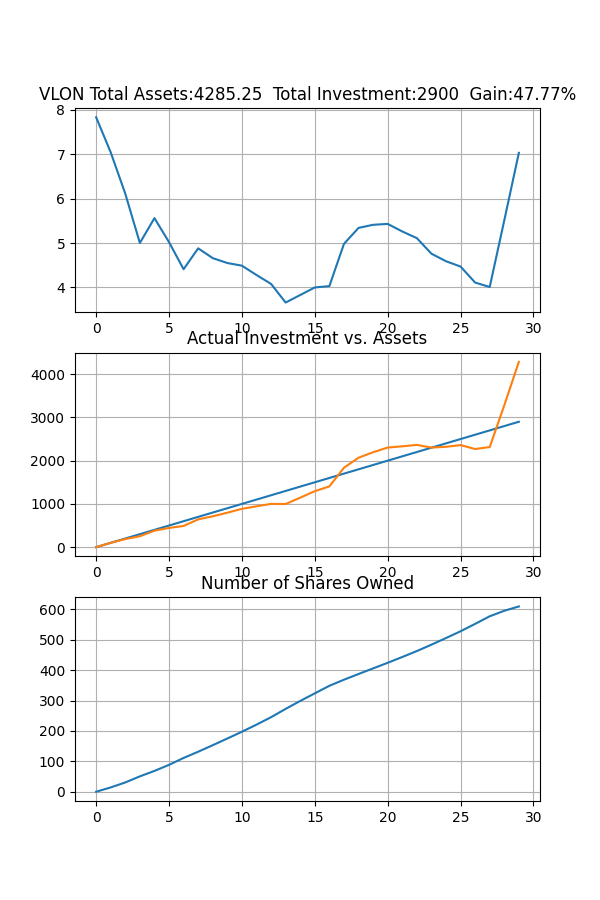 VLON Total Assets:4285.25  Total Investment:2900  Gain:47.77%
8
7
6
5
4
0 5 10 15 20 25 30
Actual Investment vs. Assets
4000
3000
2000
1000
0
0 5 10 15 20 25 30
Number of Shares Owned
600
500
400
300
200
100
0
0 5 10 15 20 25 30